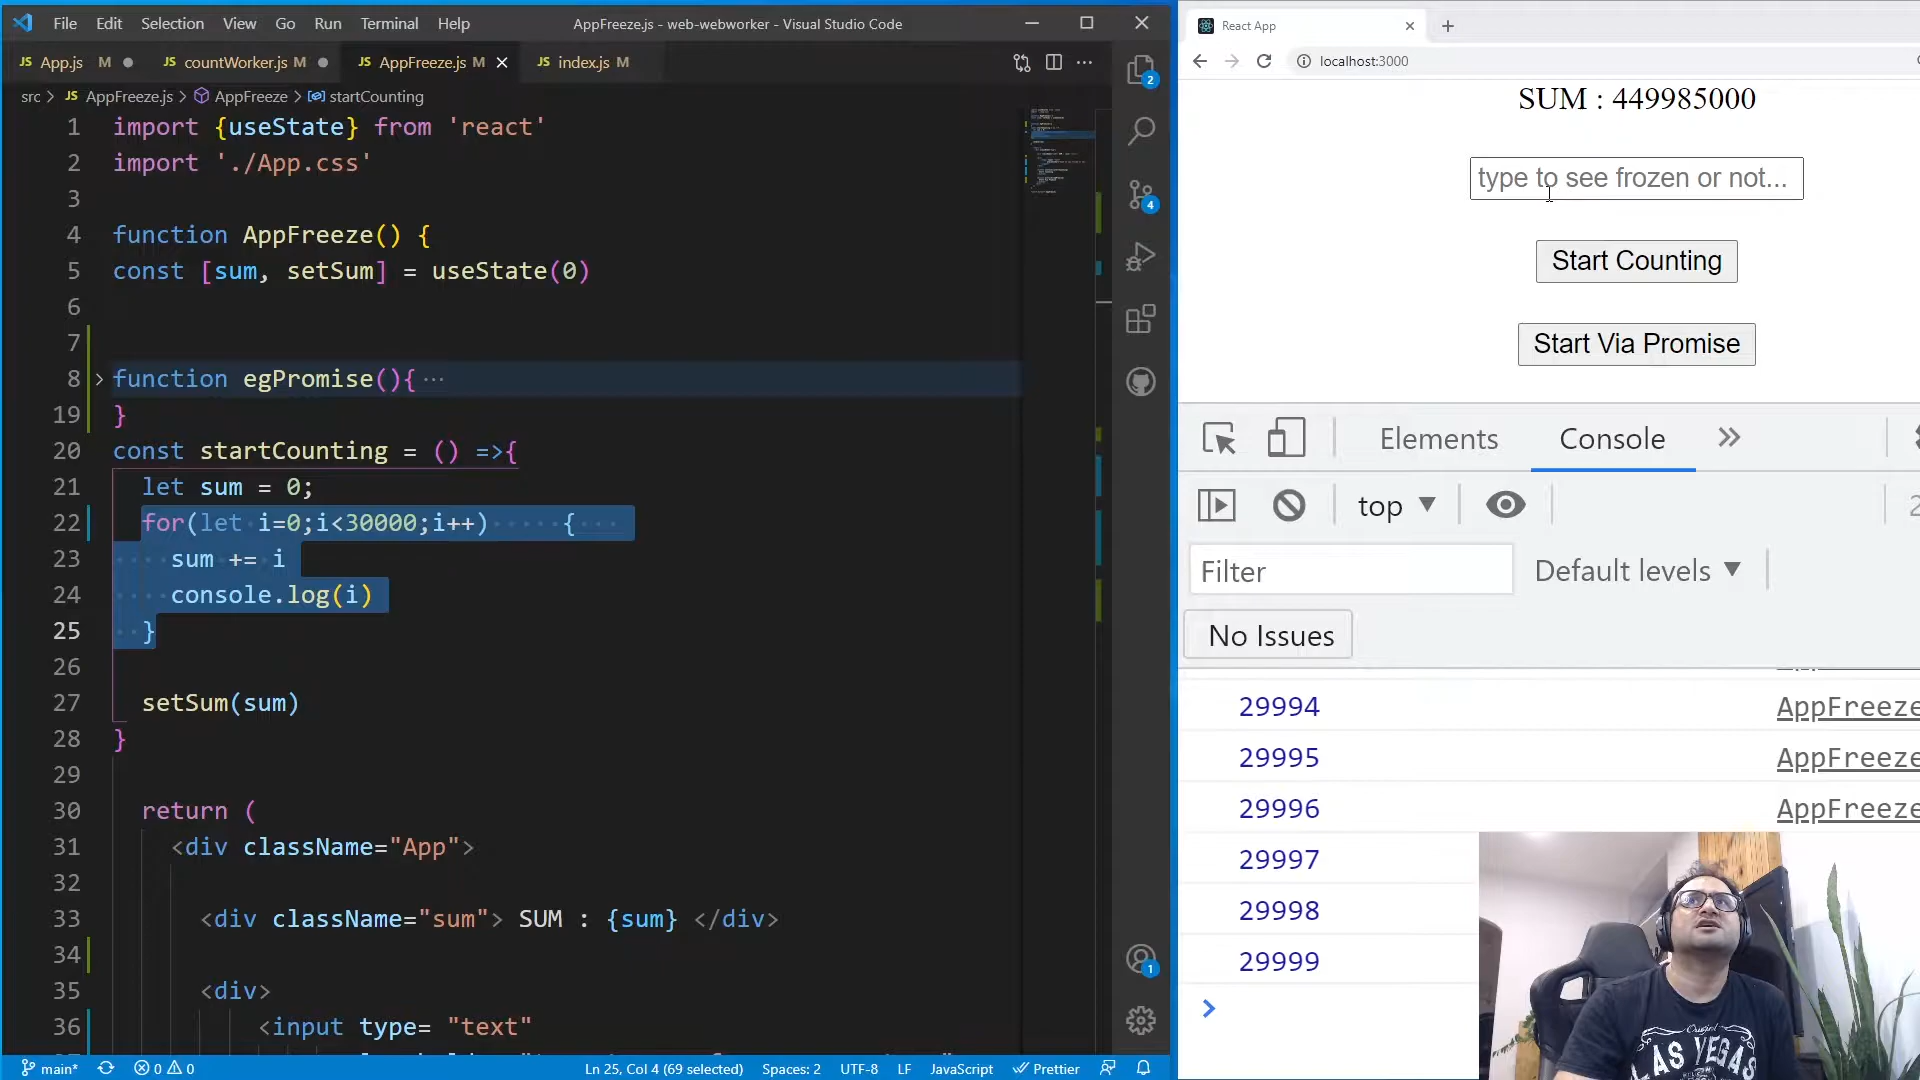 File Edit Selection View Go Run Terminal Help
AppFreeze.js - web-webworker - Visual Studio Code
JS App.js M
JS countWorker.js M
JS AppFreeze.js M
JS index.js M
src > JS AppFreeze.js > AppFreeze > startCounting
1 import {useState} from 'react'
2 import './App.css'
3
4 function AppFreeze() {
5 const [sum, setSum] = useState(0)
6
7
8 function egPromise(){ ···
19 }
20 const startCounting = () =>{
21 let sum = 0;
22 for(let i=0;i<30000;i++) {
23 sum += i
24 console.log(i)
25 }
26
27 setSum(sum)
28 }
29
30 return (
31 <div className="App">
32
33 <div className="sum"> SUM : {sum} </div>
34
35 <div>
36 <input type= "text"
2
4
1
main*
0 0
Ln 25, Col 4 (69 selected)
Spaces: 2
UTF-8
LF
JavaScript
Prettier
React App
localhost:3000
SUM : 449985000
type to see frozen or not...
Start Counting
Start Via Promise
Elements Console
top
Filter
Default levels
No Issues
29994 AppFreeze
29995 AppFreeze
29996 AppFreeze
29997
29998
29999
LAS VEGAS